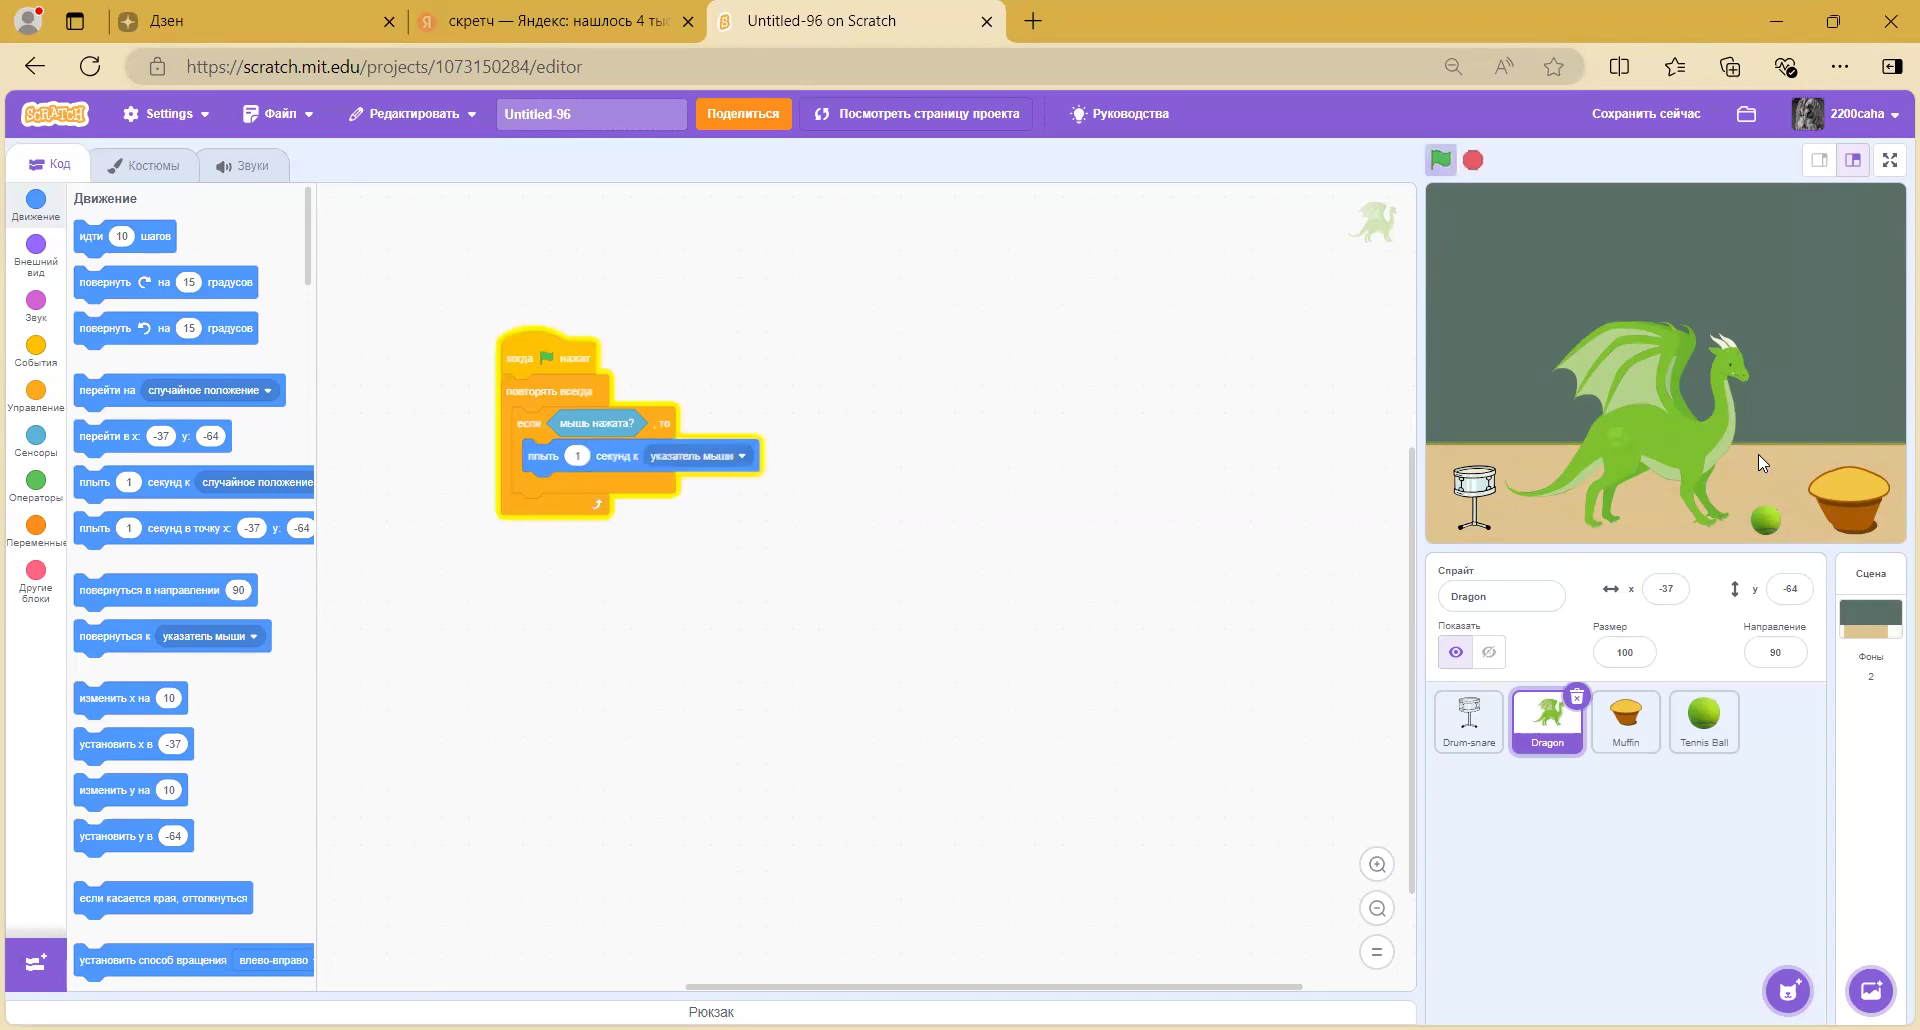 Дзен
скретч — Яндекс: нашлось 4 тыс
Untitled-96 on Scratch
https://scratch.mit.edu/projects/1073150284/editor
SCRATCH
Settings
Файл
Редактировать
Untitled-96
Поделиться
Посмотреть страницу проекта
Руководства
Сохранить сейчас
2200caha
Код
Костюмы
Звуки
Движение
Внешний вид
Звук
События
Управление
Сенсоры
Операторы
Переменные
Другие блоки
Движение
идти 10 шагов
повернуть на 15 градусов
повернуть на 15 градусов
перейти на случайное положение
перейти в x: -37 y: -64
плыть 1 секунд к случайное положение
плыть 1 секунд в точку x: -37 y: -64
повернуться в направлении 90
повернуться к указатель мыши
изменить x на 10
установить x в -37
изменить y на 10
установить y в -64
если касается края, оттолкнуться
установить способ вращения влево-вправо
когда нажат
повторять всегда
если мышь нажата? , то
плыть 1 секунд к указатель мыши
Спрайт
Dragon
x -37
y -64
Показать
Размер
100
Направление
90
Drum-snare
Dragon
Muffin
Tennis Ball
Сцена
Фоны
2
Рюкзак